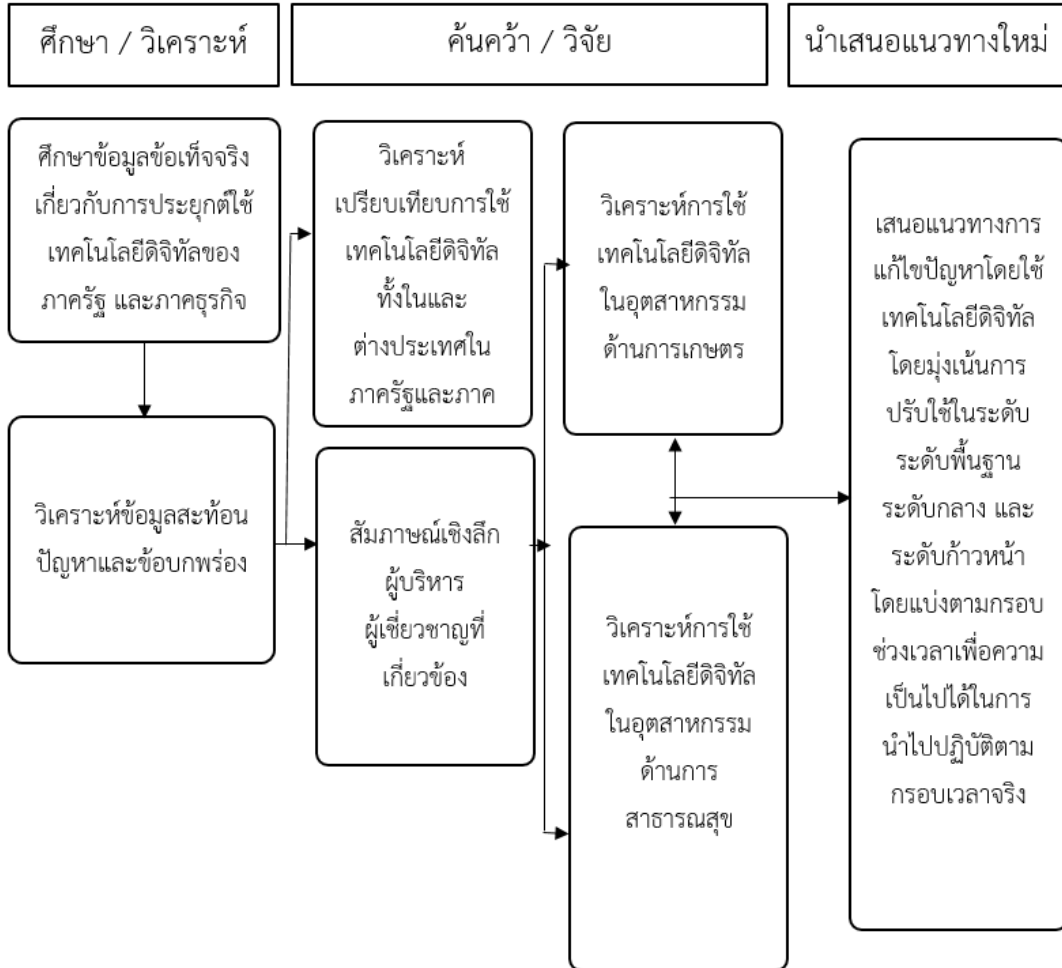 ศึกษา / วิเคราะห์
ค้นคว้า / วิจัย
นำเสนอแนวทางใหม่
ศึกษาข้อมูลข้อเท็จจริง
เกี่ยวกับการประยุกต์ใช้
เทคโนโลยีดิจิทัลของ
ภาครัฐ และภาคธุรกิจ
วิเคราะห์ข้อมูลสะท้อน
ปัญหาและข้อบกพร่อง
วิเคราะห์
เปรียบเทียบการใช้
เทคโนโลยีดิจิทัล
ทั้งในและ
ต่างประเทศใน
ภาครัฐและภาค
สัมภาษณ์เชิงลึก
ผู้บริหาร
ผู้เชี่ยวชาญที่
เกี่ยวข้อง
วิเคราะห์การใช้
เทคโนโลยีดิจิทัล
ในอุตสาหกรรม
ด้านการเกษตร
วิเคราะห์การใช้
เทคโนโลยีดิจิทัล
ในอุตสาหกรรม
ด้านการ
สาธารณสุข
เสนอแนวทางการ
แก้ไขปัญหาโดยใช้
เทคโนโลยีดิจิทัล
โดยมุ่งเน้นการ
ปรับใช้ในระดับ
ระดับพื้นฐาน
ระดับกลาง และ
ระดับก้าวหน้า
โดยแบ่งตามกรอบ
ช่วงเวลาเพื่อความ
เป็นไปได้ในการ
นำไปปฏิบัติตาม
กรอบเวลาจริง